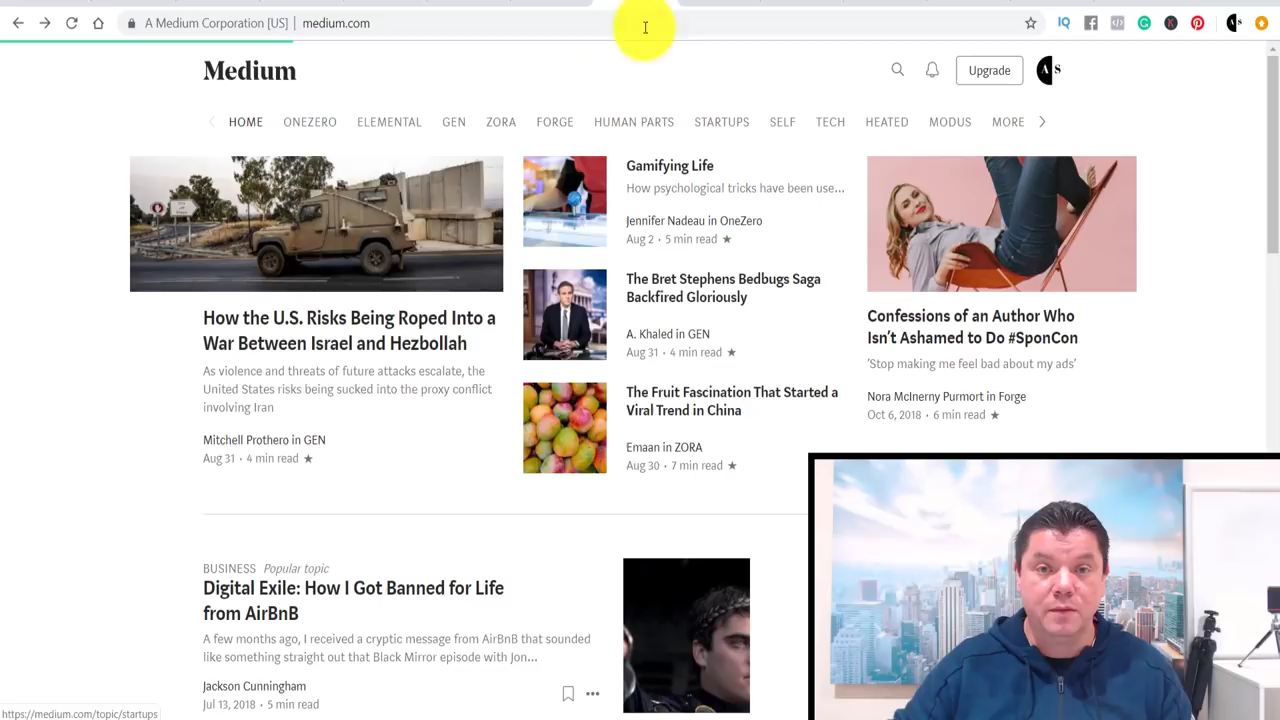 A Medium Corporation [US] | medium.com
IQ
K
AS
Medium
Upgrade
A S
HOME ONEZERO ELEMENTAL GEN ZORA FORGE HUMAN PARTS STARTUPS SELF TECH HEATED MODUS MORE
How the U.S. Risks Being Roped Into a
War Between Israel and Hezbollah
As violence and threats of future attacks escalate, the
United States risks being sucked into the proxy conflict
involving Iran
Mitchell Prothero in GEN
Aug 31 · 4 min read ★
Gamifying Life
How psychological tricks have been use...
Jennifer Nadeau in OneZero
Aug 2 · 5 min read ★
The Bret Stephens Bedbugs Saga
Backfired Gloriously
A. Khaled in GEN
Aug 31 · 4 min read ★
The Fruit Fascination That Started a
Viral Trend in China
Emaan in ZORA
Aug 30 · 7 min read ★
Confessions of an Author Who
Isn't Ashamed to Do #SponCon
'Stop making me feel bad about my ads'
Nora McInerny Purmort in Forge
Oct 6, 2018 · 6 min read ★
BUSINESS Popular topic
Digital Exile: How I Got Banned for Life
from AirBnB
A few months ago, I received a cryptic message from AirBnB that sounded
like something straight out that Black Mirror episode with Jon...
Jackson Cunningham
Jul 13, 2018 · 5 min read
https://medium.com/topic/startups